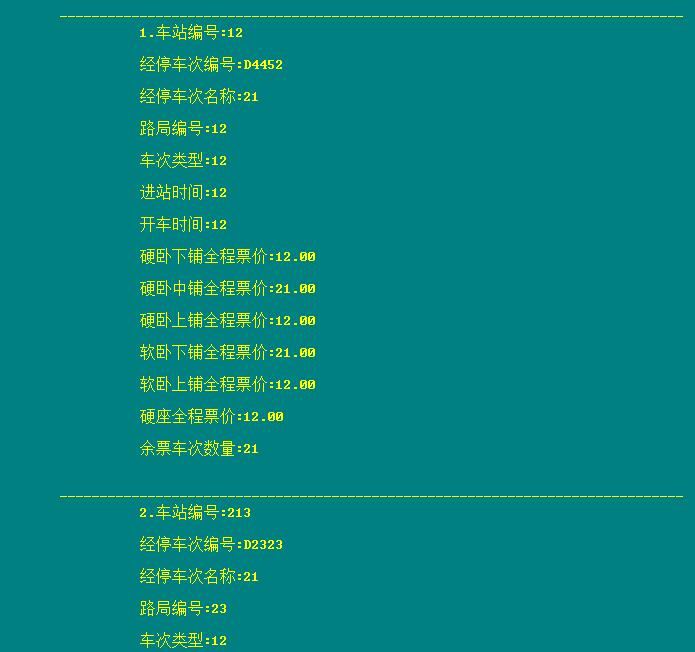 1.车站编号:12
经停车次编号:D4452
经停车次名称:21
路局编号:12
车次类型:12
进站时间:12
开车时间:12
硬卧下铺全程票价:12.00
硬卧中铺全程票价:21.00
硬卧上铺全程票价:12.00
软卧下铺全程票价:21.00
软卧上铺全程票价:12.00
硬座全程票价:12.00
余票车次数量:21
2.车站编号:213
经停车次编号:D2323
经停车次名称:21
路局编号:23
车次类型:12